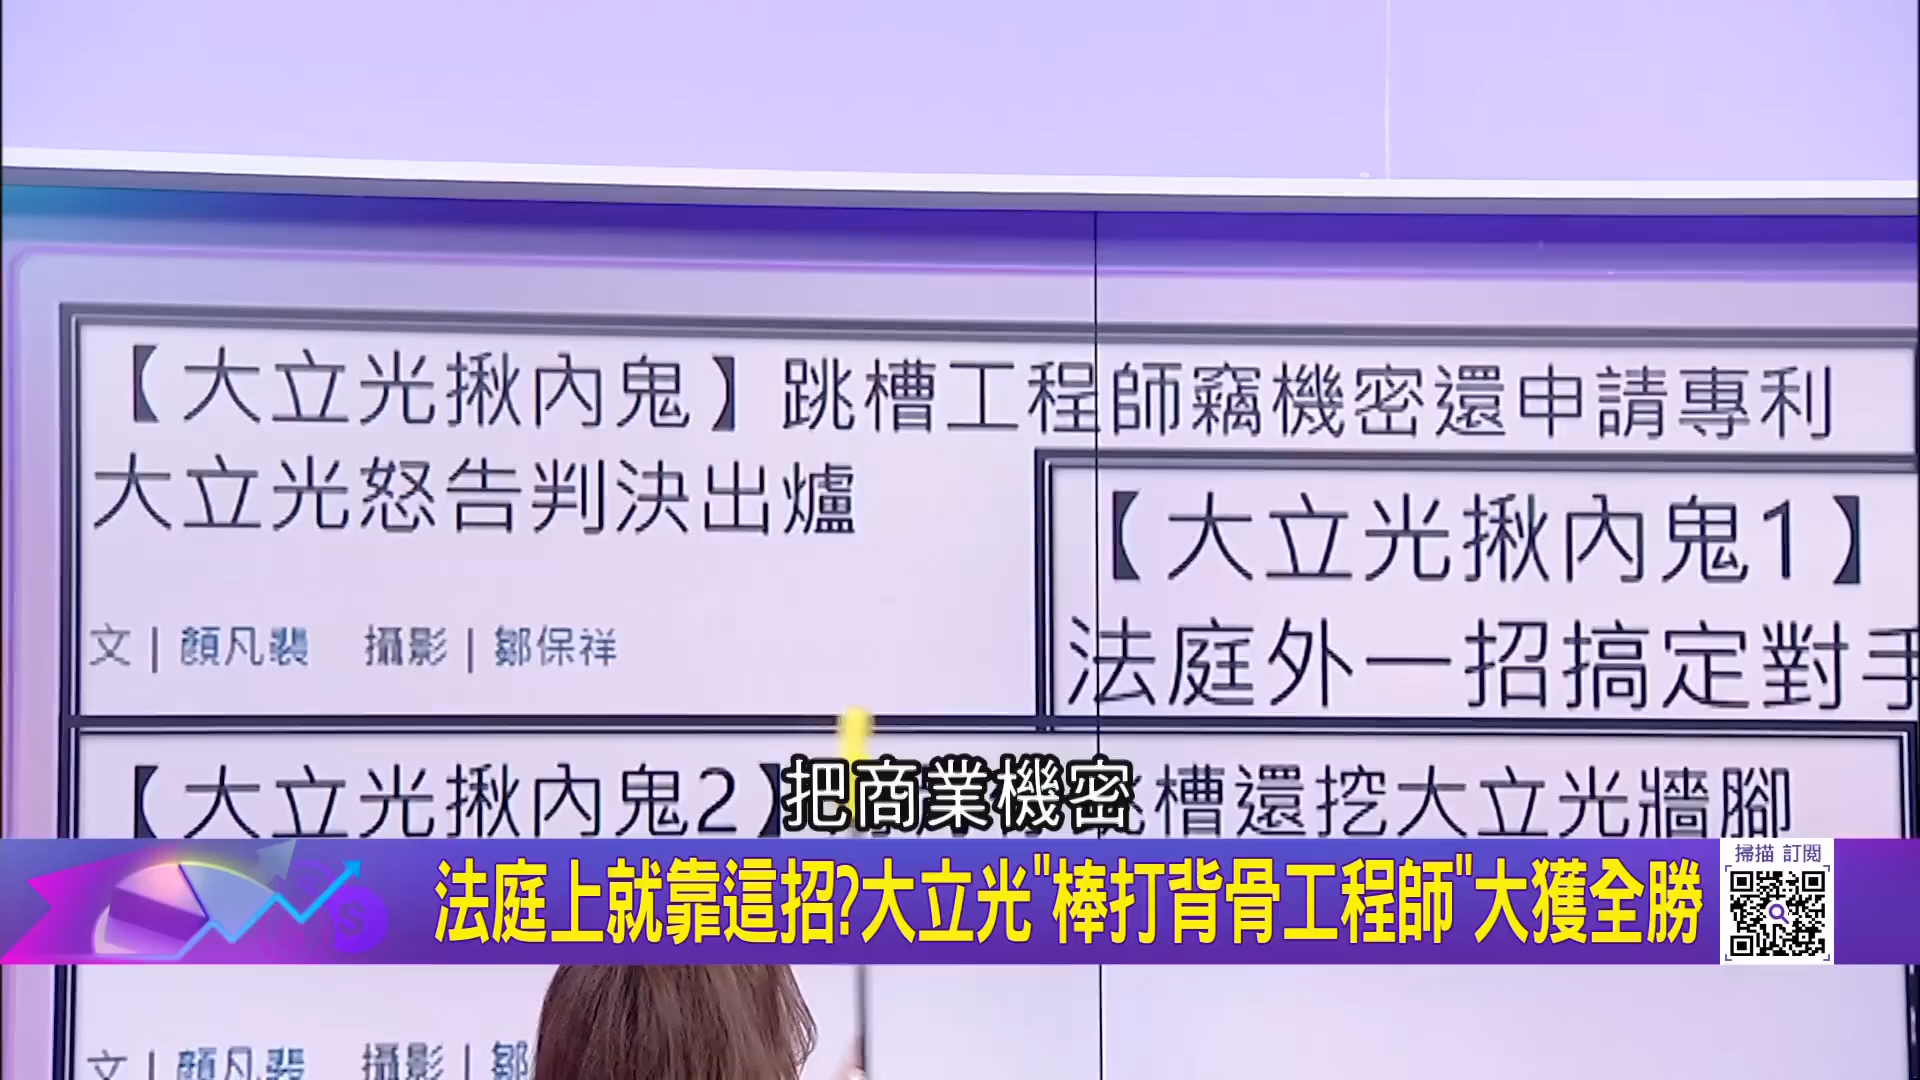 【大立光揪內鬼】跳槽工程師竊機密還申請專利
大立光怒告判決出爐
文｜顏凡裴 攝影｜鄒保祥
【大立光揪內鬼1】
法庭外一招搞定對手
【大立光揪內鬼2】
跳槽還挖大立光牆腳
把商業機密
法庭上就靠這招?大立光"棒打背骨工程師"大獲全勝
掃描 訂閱
文｜顏凡裴 攝影｜鄒